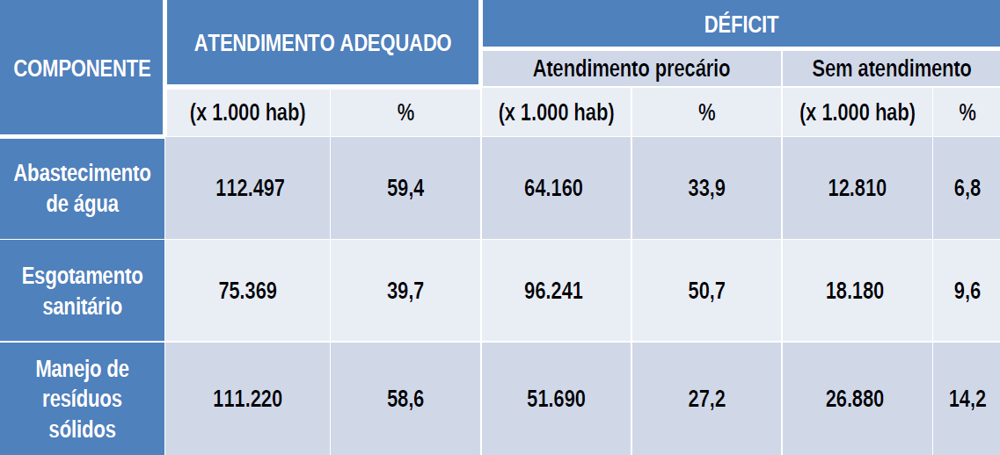 COMPONENTE
ATENDIMENTO ADEQUADO
DÉFICIT
Atendimento precário
Sem atendimento
(x 1.000 hab)
%
(x 1.000 hab)
%
(x 1.000 hab)
%
Abastecimento
de água
112.497
59,4
64.160
33,9
12.810
6,8
Esgotamento
sanitário
75.369
39,7
96.241
50,7
18.180
9,6
Manejo de
resíduos
sólidos
111.220
58,6
51.690
27,2
26.880
14,2